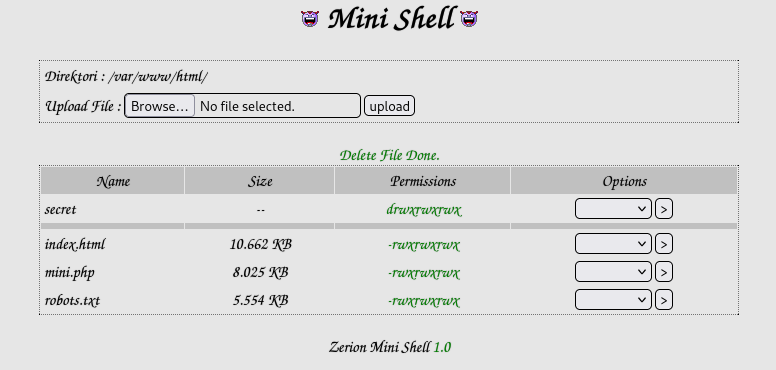 Mini Shell
Direktori : /var/www/html/
Upload File : Browse... No file selected. upload
Delete File Done.
Name Size Permissions Options
secret -- drwxrwxrwx >
index.html 10.662 KB -rwxrwxrwx >
mini.php 8.025 KB -rwxrwxrwx >
robots.txt 5.554 KB -rwxrwxrwx >
Zerion Mini Shell 1.0